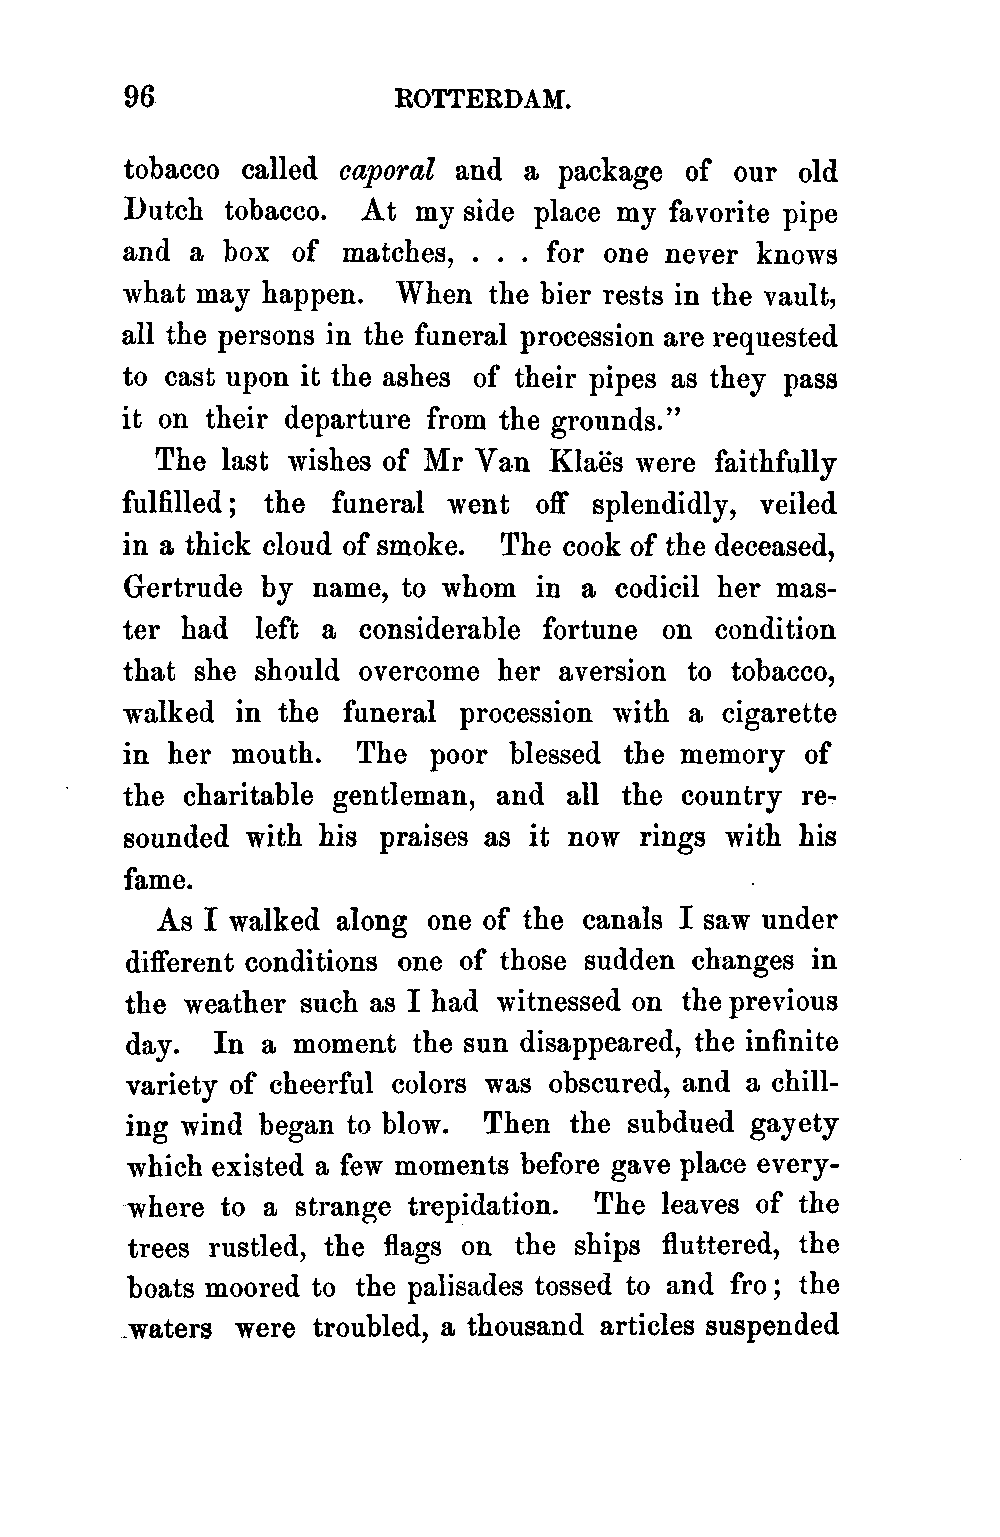 96 ROTTERDAM.
tobacco called caporal and a package of our old
Dutch tobacco. At my side place my favorite pipe
and a box of matches, . . . for one never knows
what may happen. When the bier rests in the vault,
all the persons in the funeral procession are requested
to cast upon it the ashes of their pipes as they pass
it on their departure from the grounds.”
The last wishes of Mr Van Klaës were faithfully
fulfilled; the funeral went off splendidly, veiled
in a thick cloud of smoke. The cook of the deceased,
Gertrude by name, to whom in a codicil her mas-
ter had left a considerable fortune on condition
that she should overcome her aversion to tobacco,
walked in the funeral procession with a cigarette
in her mouth. The poor blessed the memory of
the charitable gentleman, and all the country re-
sounded with his praises as it now rings with his
fame.
As I walked along one of the canals I saw under
different conditions one of those sudden changes in
the weather such as I had witnessed on the previous
day. In a moment the sun disappeared, the infinite
variety of cheerful colors was obscured, and a chill-
ing wind began to blow. Then the subdued gayety
which existed a few moments before gave place every-
where to a strange trepidation. The leaves of the
trees rustled, the flags on the ships fluttered, the
boats moored to the palisades tossed to and fro; the
waters were troubled, a thousand articles suspended